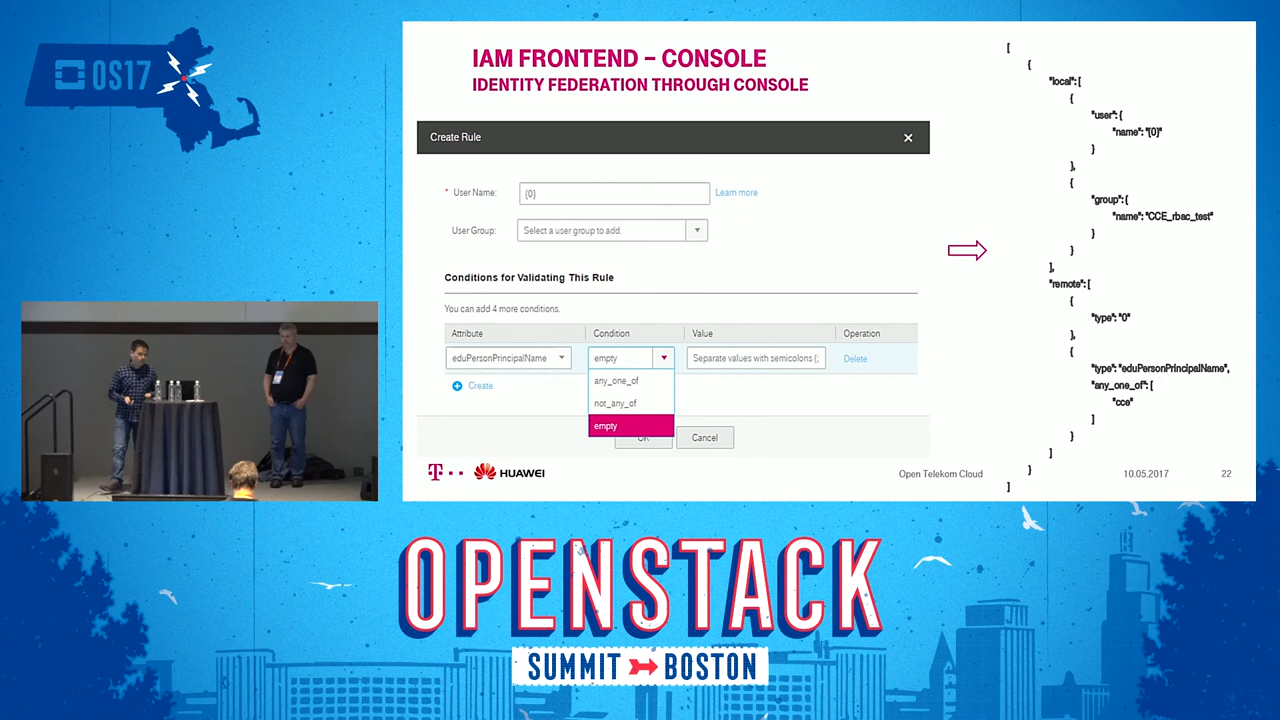 OS17
IAM FRONTEND – CONSOLE
IDENTITY FEDERATION THROUGH CONSOLE
Create Rule
* User Name: {0} Learn more
User Group: Select a user group to add.
Conditions for Validating This Rule
You can add 4 more conditions.
Attribute Condition Value Operation
eduPersonPrincipalName empty Separate values with semicolons (; Delete
Create
any_one_of
not_any_of
empty
OK Cancel
[
{
"local": [
{
"user": {
"name": "{0}"
}
},
{
"group": {
"name": "CCE_rbac_test"
}
}
],
"remote": [
{
"type": "0"
},
{
"type": "eduPersonPrincipalName",
"any_one_of": [
"cce"
]
}
]
}
]
T HUAWEI
Open Telekom Cloud 10.05.2017 22
OPENSTACK
SUMMIT BOSTON